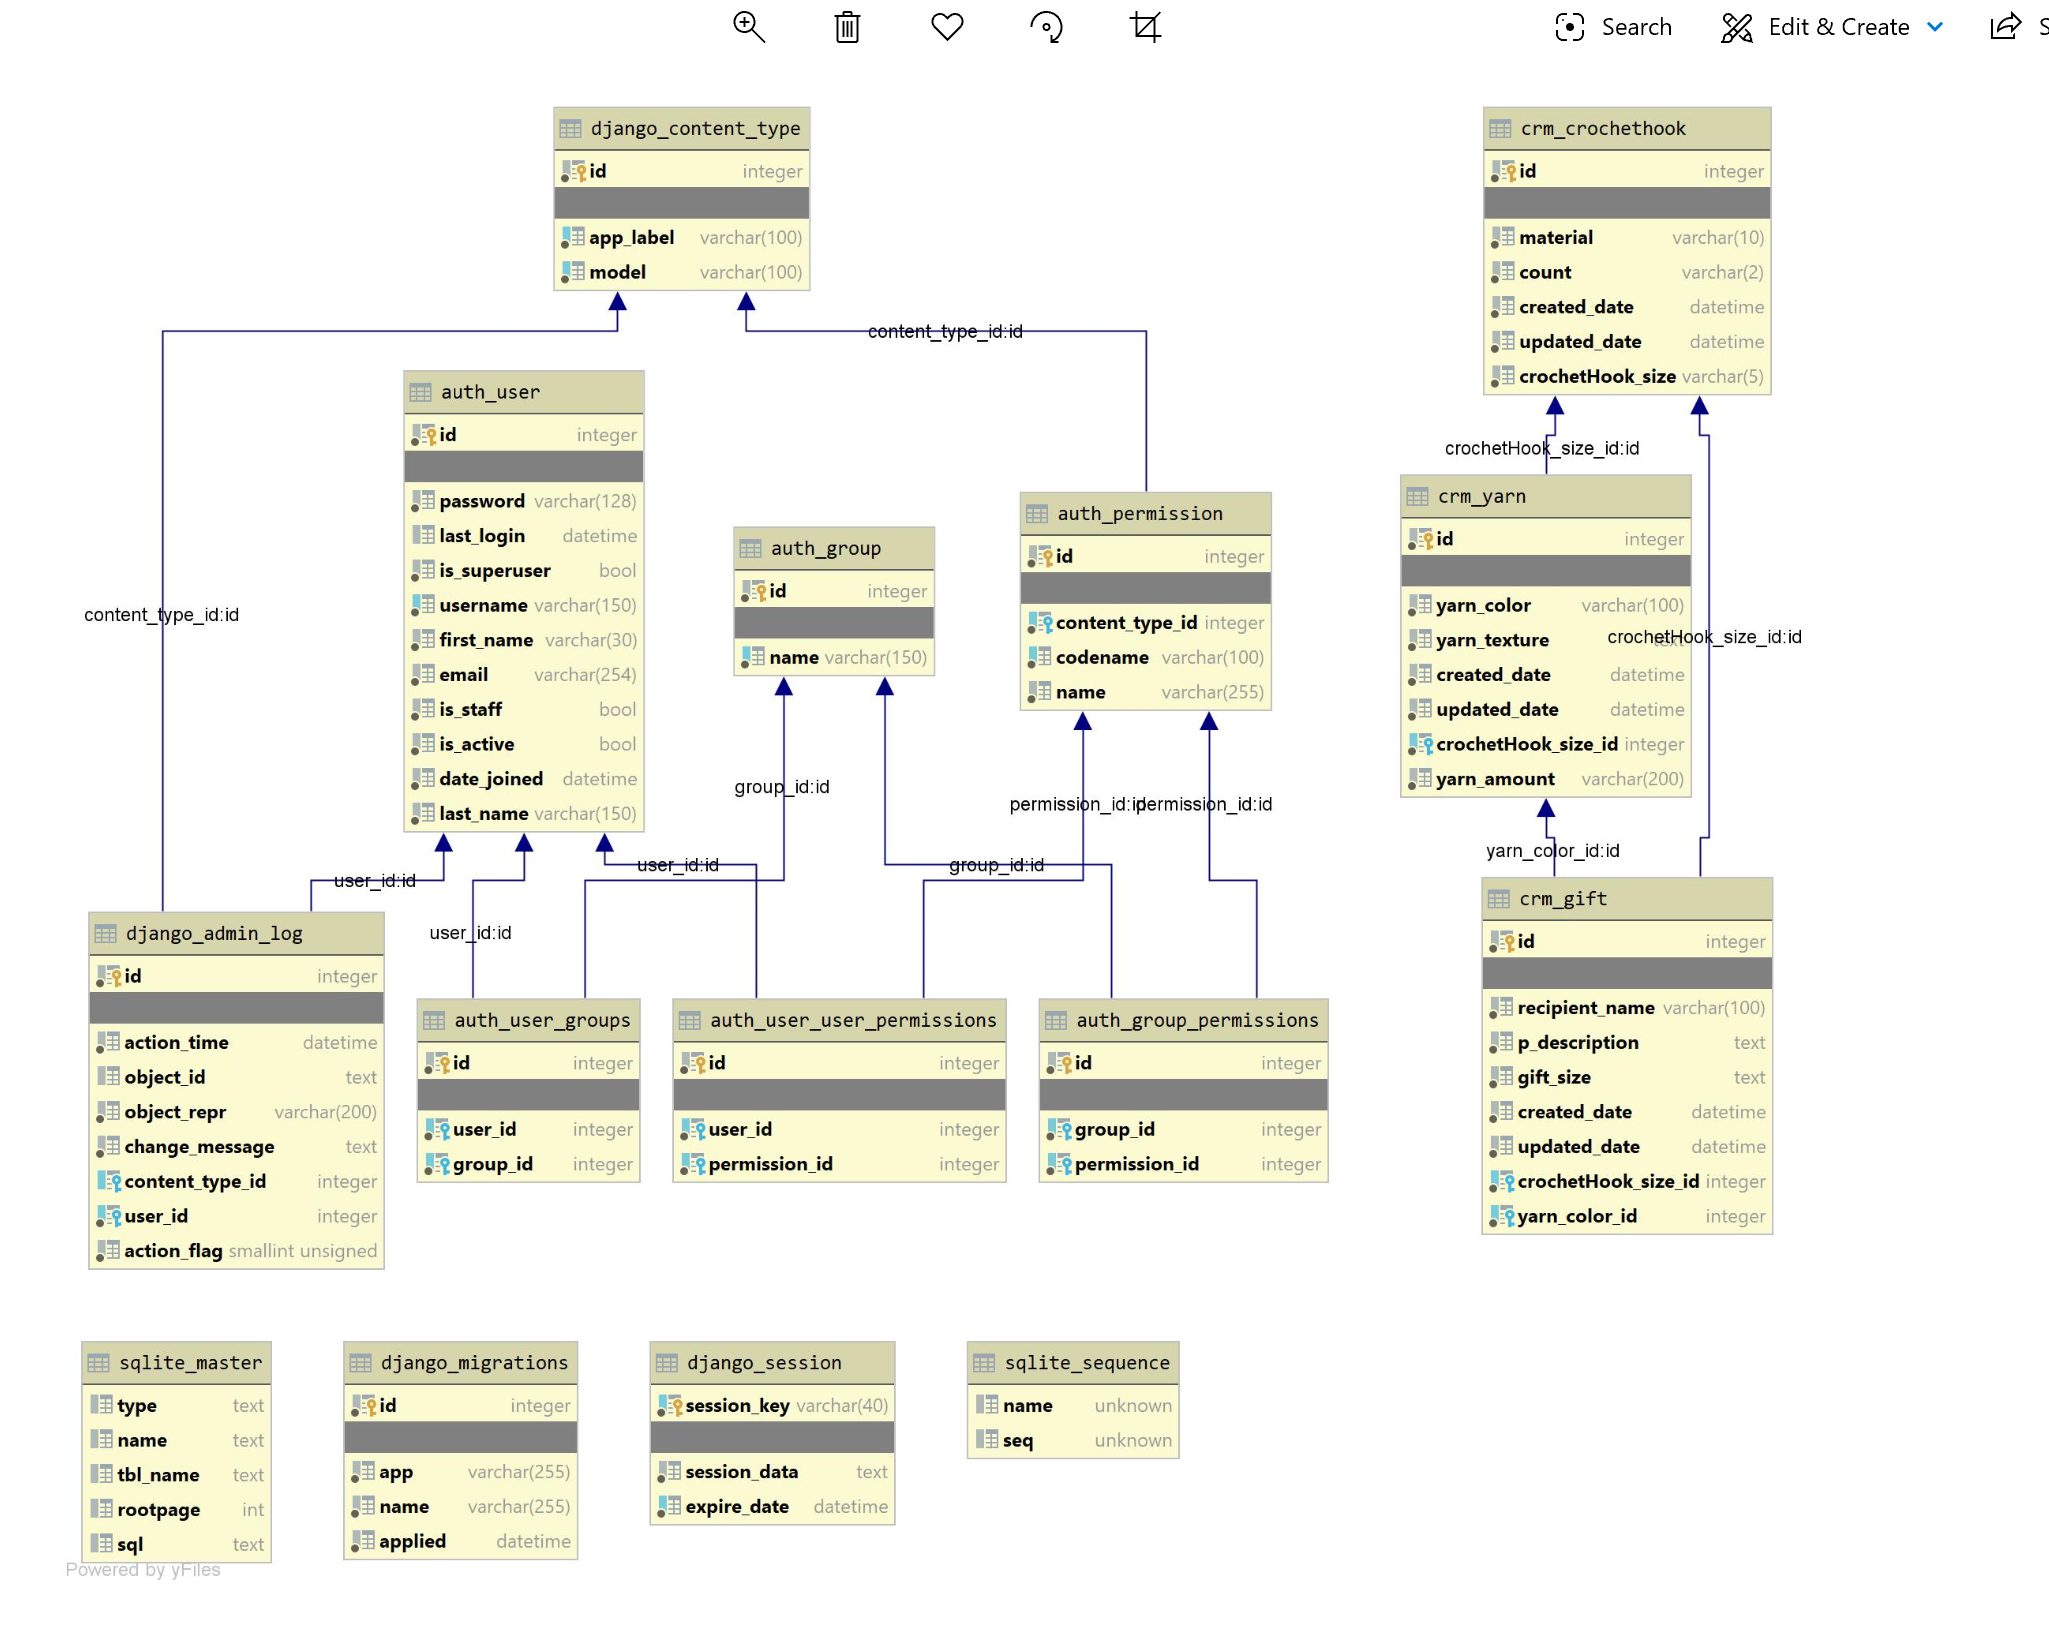 Search
Edit & Create
S
django_content_type
id integer
app_label varchar(100)
model varchar(100)
crm_crochethook
id integer
material varchar(10)
count varchar(2)
created_date datetime
updated_date datetime
crochetHook_size varchar(5)
content_type_id:id
content_type_id:id
auth_user
id integer
password varchar(128)
last_login datetime
is_superuser bool
username varchar(150)
first_name varchar(30)
email varchar(254)
is_staff bool
is_active bool
date_joined datetime
last_name varchar(150)
auth_group
id integer
name varchar(150)
auth_permission
id integer
content_type_id integer
codename varchar(100)
name varchar(255)
crochetHook_size_id:id
crm_yarn
id integer
yarn_color varchar(100)
yarn_texture text
created_date datetime
updated_date datetime
crochetHook_size_id integer
yarn_amount varchar(200)
crochetHook_size_id:id
group_id:id
permission_id:id
permission_id:id
user_id:id
user_id:id
group_id:id
user_id:id
yarn_color_id:id
django_admin_log
id integer
action_time datetime
object_id text
object_repr varchar(200)
change_message text
content_type_id integer
user_id integer
action_flag smallint unsigned
auth_user_groups
id integer
user_id integer
group_id integer
auth_user_user_permissions
id integer
user_id integer
permission_id integer
auth_group_permissions
id integer
group_id integer
permission_id integer
crm_gift
id integer
recipient_name varchar(100)
p_description text
gift_size text
created_date datetime
updated_date datetime
crochetHook_size_id integer
yarn_color_id integer
sqlite_master
type text
name text
tbl_name text
rootpage int
sql text
django_migrations
id integer
app varchar(255)
name varchar(255)
applied datetime
django_session
session_key varchar(40)
session_data text
expire_date datetime
sqlite_sequence
name unknown
seq unknown
Powered by yFiles